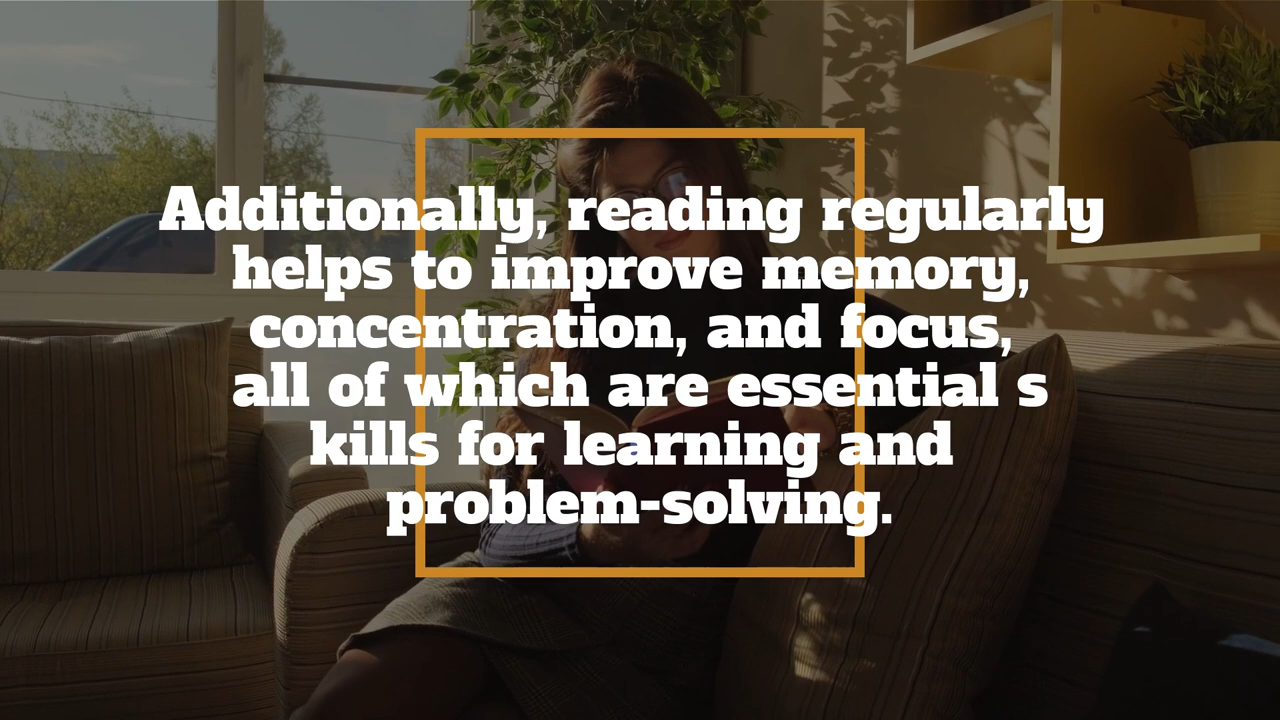 Additionally, reading regularly
helps to improve memory,
concentration, and focus,
all of which are essential s
kills for learning and
problem-solving.